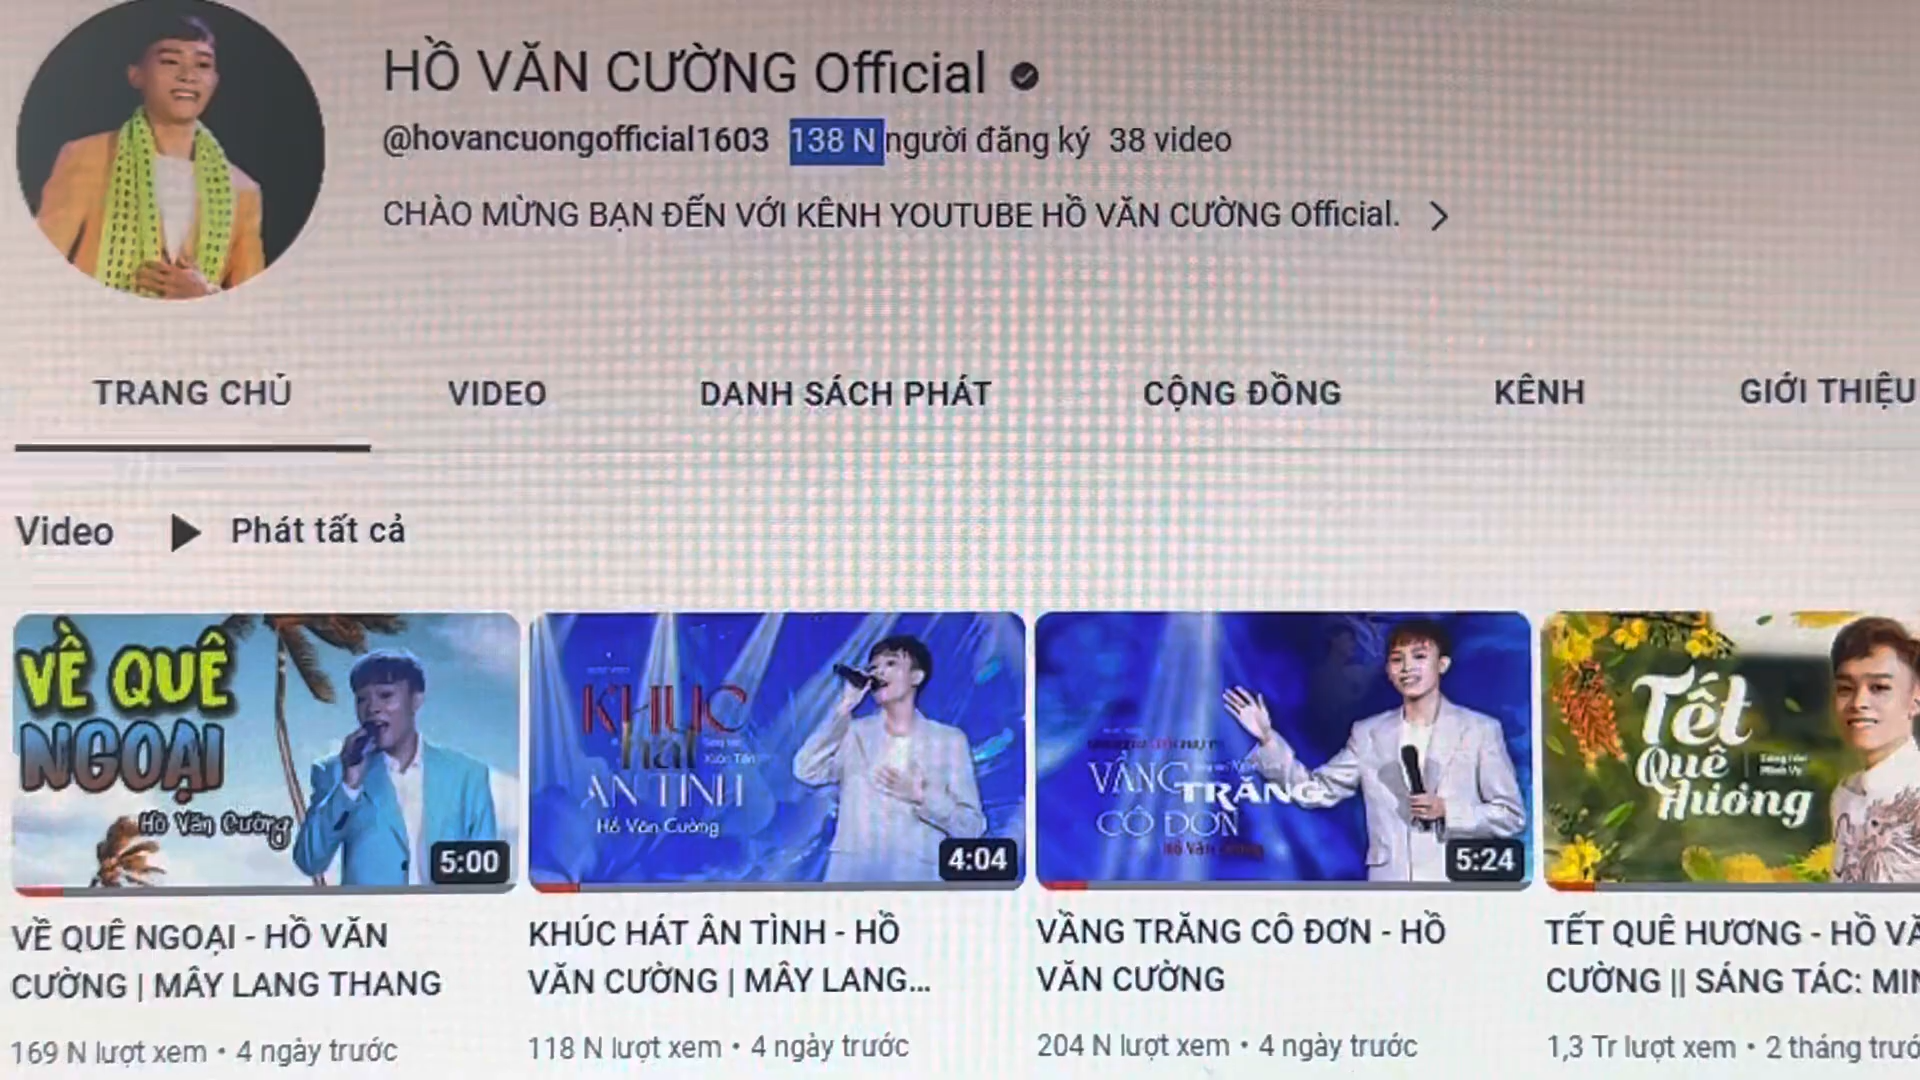 HỒ VĂN CƯỜNG Official
@hovancuongofficial1603 138 N người đăng ký 38 video
CHÀO MỪNG BẠN ĐẾN VỚI KÊNH YOUTUBE HỒ VĂN CƯỜNG Official.
TRANG CHỦ VIDEO DANH SÁCH PHÁT CỘNG ĐỒNG KÊNH GIỚI THIỆU
Video Phát tất cả
VỀ QUÊ
NGOẠI
Hồ Văn Cường
5:00
KHÚC
hát
ÂN TÌNH
Hồ Văn Cường
4:04
VẦNG TRĂNG
CÔ ĐƠN
Hồ Văn Cường
5:24
Tết
Quê
Hương
VỀ QUÊ NGOẠI - HỒ VĂN
CƯỜNG | MÂY LANG THANG
169 N lượt xem • 4 ngày trước
KHÚC HÁT ÂN TÌNH - HỒ
VĂN CƯỜNG | MÂY LANG...
118 N lượt xem • 4 ngày trước
VẦNG TRĂNG CÔ ĐƠN - HỒ
VĂN CƯỜNG
204 N lượt xem • 4 ngày trước
TẾT QUÊ HƯƠNG - HỒ VĂ
CƯỜNG || SÁNG TÁC: MIN
1,3 Tr lượt xem • 2 tháng trướ